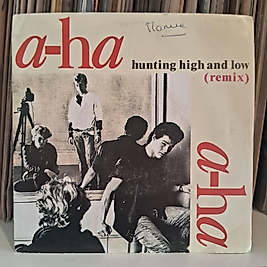 a-ha
hunting high and low
(remix)
a-ha